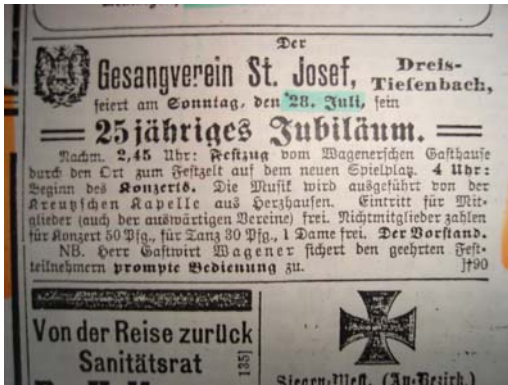 Der
Gesangverein St. Josef, Dreis-Tiefenbach,
feiert am Sonntag, den 28. Juli, sein
25jähriges Jubiläum.
Nachm. 2,45 Uhr: Festzug vom Wagenerschen Gasthause
durch den Ort zum Festzelt auf dem neuen Spielplatz. 4 Uhr:
Beginn des Konzerts. Die Musik wird ausgeführt von der
Kreutzschen Kapelle aus Herzhausen. Eintritt für Mit-
glieder (auch der auswärtigen Vereine) frei. Nichtmitglieder zahlen
für Konzert 50 Pfg., für Tanz 30 Pfg., 1 Dame frei. Der Vorstand.
NB. Herr Gastwirt Wagener sichert den geehrten Fest-
teilnehmern prompte Bedienung zu.
Von der Reise zurück
Sanitätsrat
Siegen-Westf. (Jn.-Bezirk.)